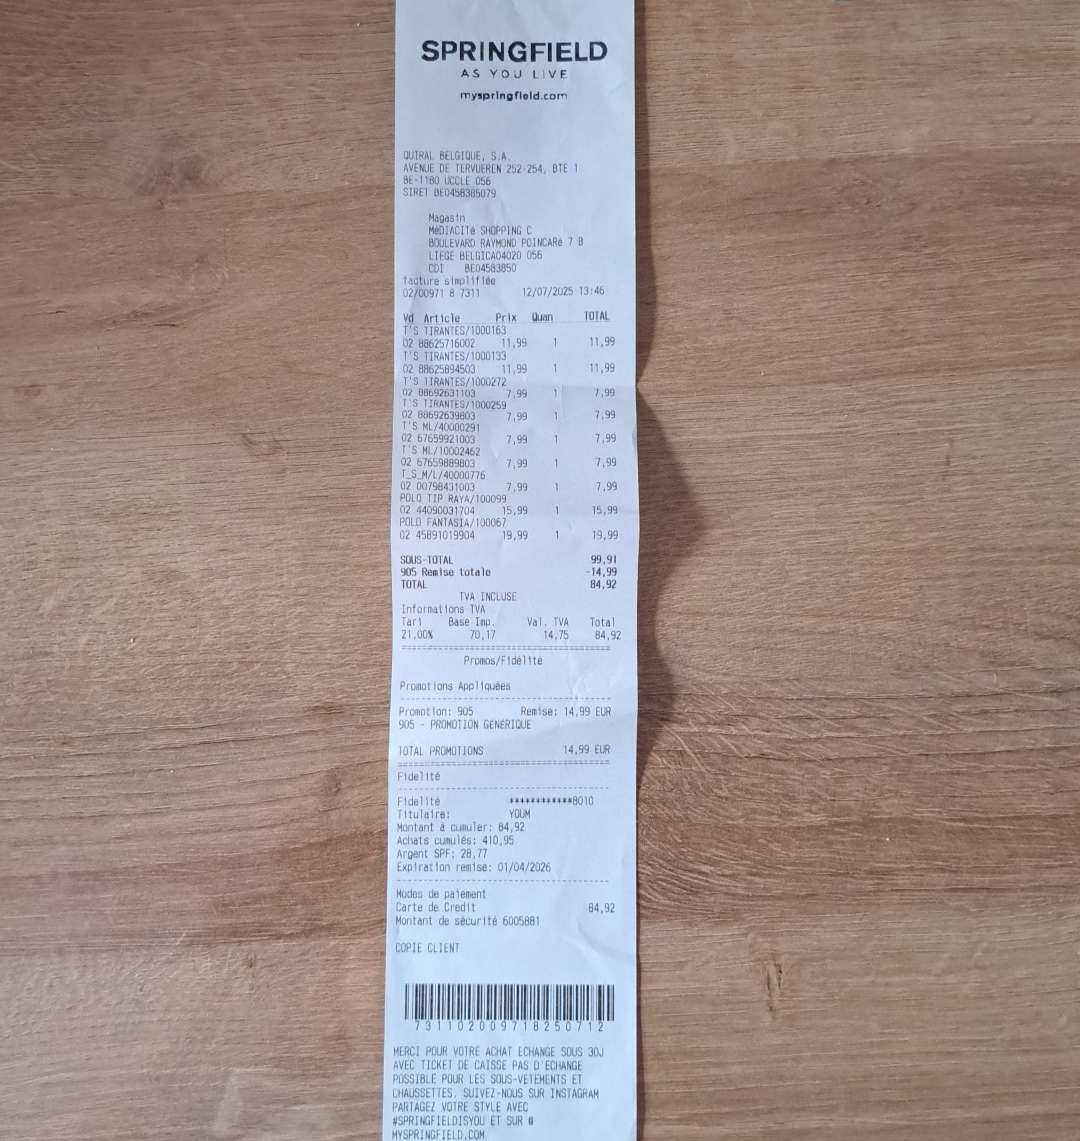 SPRINGFIELD
AS YOU LIVE
myspringfield.com
QUIRAL BELGIQUE, S.A.
AVENUE DE TERVUEREN 252-254, BTE 1
BE-1180 UCCLE 056
SIRET BE0458385079
Magasin
MéDIACITé SHOPPING C
BOULEVARD RAYMOND POINCARé 7 B
LIEGE BELGICA04020 056
CDI BE04583850
facture simplifiée
02/00971 8 7311 12/07/2025 13:46
Vd Article Prix Quan TOTAL
T'S TIRANTES/1000163
02 88625716002 11,99 1 11,99
T'S TIRANTES/1000133
02 88625894503 11,99 1 11,99
T'S TIRANTES/1000272
02 88692631103 7,99 1 7,99
T'S TIRANTES/1000259
02 88692639803 7,99 1 7,99
T'S ML/40000291
02 67659921003 7,99 1 7,99
T'S ML/10002462
02 67659889803 7,99 1 7,99
T_S_M/L/40000776
02 00798431003 7,99 1 7,99
POLO TIP RAYA/100099
02 44090031704 15,99 1 15,99
POLO FANTASIA/100067
02 45891019904 19,99 1 19,99
SOUS-TOTAL 99,91
905 Remise totale -14,99
TOTAL 84,92
TVA INCLUSE
Informations TVA
Tari Base Imp. Val. TVA Total
21,00% 70,17 14,75 84,92
Promos/Fidélité
Promotions Appliquées
Promotion: 905 Remise: 14,99 EUR
905 - PROMOTION GENERIQUE
TOTAL PROMOTIONS 14,99 EUR
Fidelité
Fidelité ************8010
Titulaire: YOUM
Montant à cumuler: 84,92
Achats cumulés: 410,95
Argent SPF: 28,77
Expiration remise: 01/04/2026
Modes de paiement
Carte de Credit 84,92
Montant de sécurité 6005881
COPIE CLIENT
73110200971825071 2
MERCI POUR VOTRE ACHAT ECHANGE SOUS 30J
AVEC TICKET DE CAISSE PAS D'ECHANGE
POSSIBLE POUR LES SOUS-VETEMENTS ET
CHAUSSETTES. SUIVEZ-NOUS SUR INSTAGRAM
PARTAGEZ VOTRE STYLE AVEC
#SPRINGFIELDISYOU ET SUR @
MYSPRINGFIELD.COM